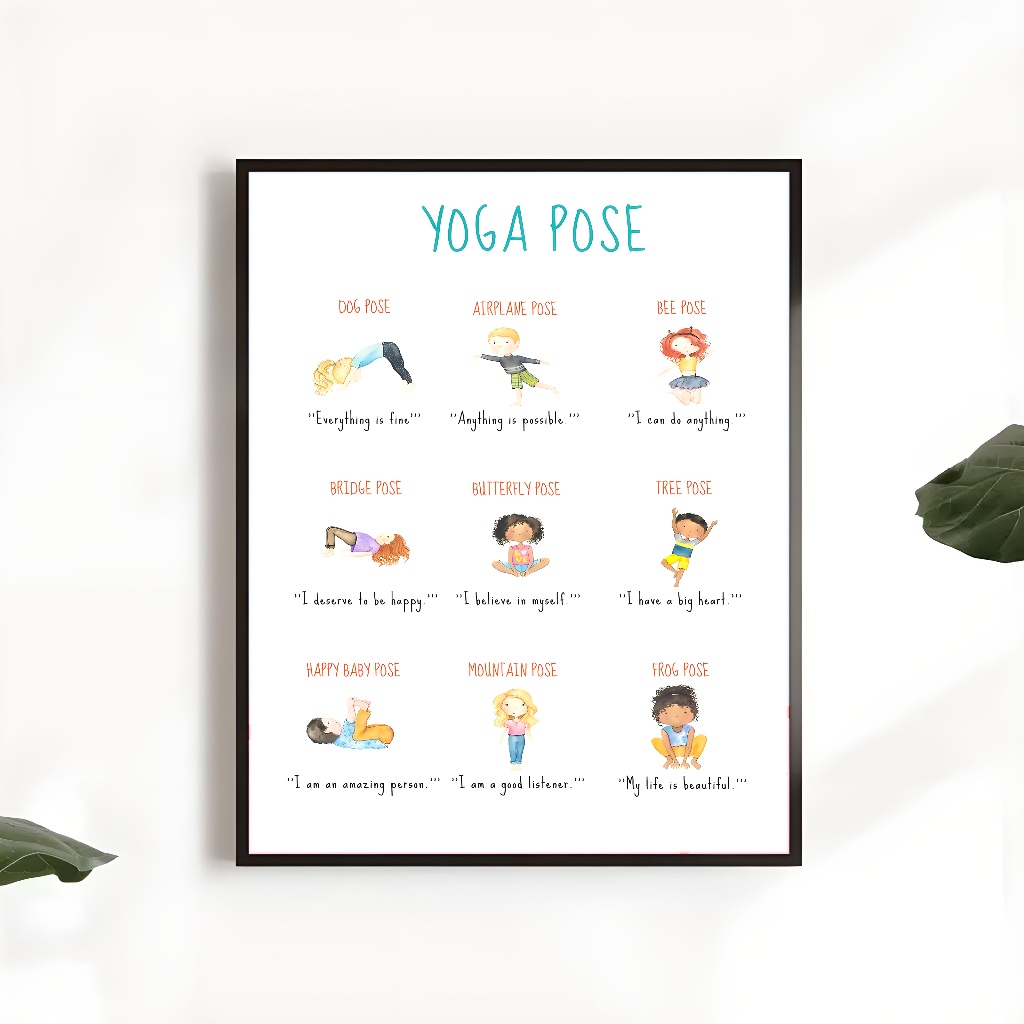 YOGA POSE
DOG POSE
"Everything is fine"'
AIRPLANE POSE
"Anything is possible."'
BEE POSE
"I can do anything."'
BRIDGE POSE
"I deserve to be happy."'
BUTTERFLY POSE
"I believe in myself."'
TREE POSE
"I have a big heart."'
HAPPY BABY POSE
"I am an amazing person."'
MOUNTAIN POSE
"I am a good listener."'
FROG POSE
"My life is beautiful."'